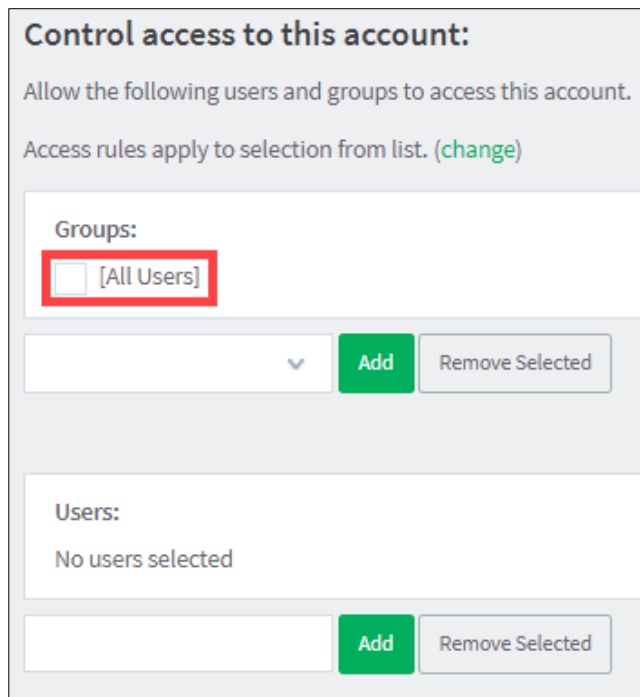 Control access to this account:
Allow the following users and groups to access this account.
Access rules apply to selection from list. (change)
Groups:
[All Users]
Add Remove Selected
Users:
No users selected
Add Remove Selected